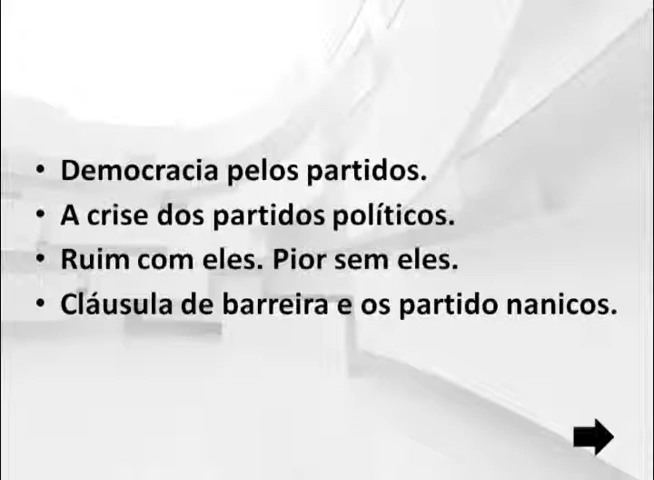 • Democracia pelos partidos.
• A crise dos partidos políticos.
• Ruim com eles. Pior sem eles.
• Cláusula de barreira e os partido nanicos.